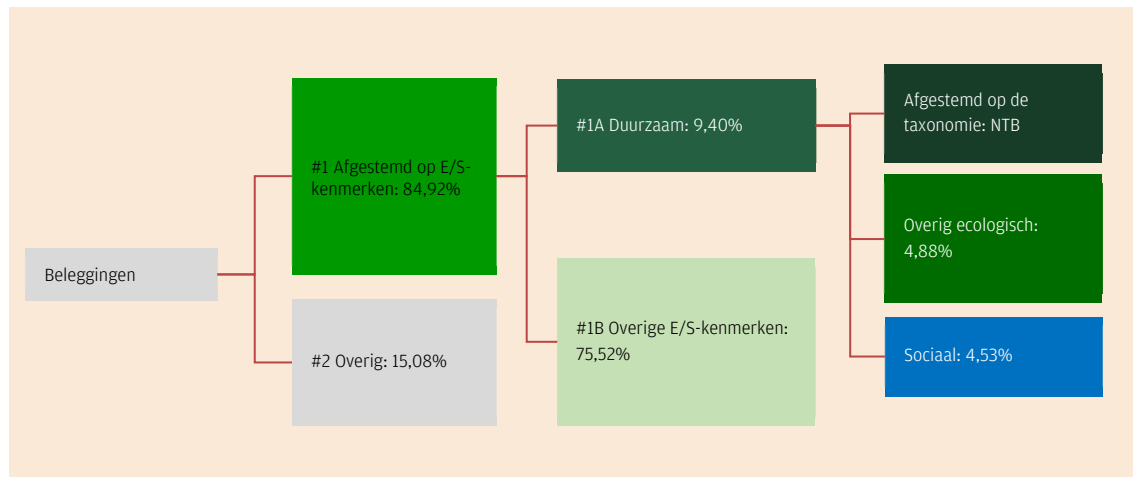 Beleggingen
#1 Afgestemd op E/S-
kenmerken: 84,92%
#2 Overig: 15,08%
#1A Duurzaam: 9,40%
#1B Overige E/S-kenmerken:
75,52%
Afgestemd op de
taxonomie: NTB
Overig ecologisch:
4,88%
Sociaal: 4,53%